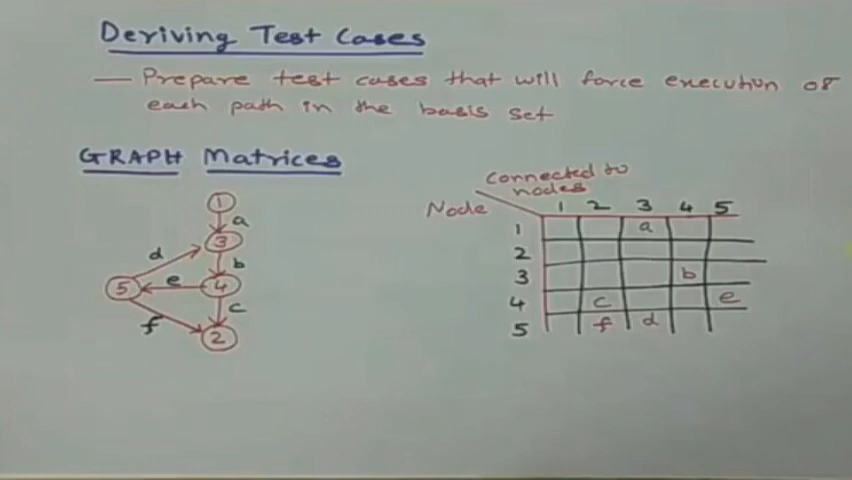 Deriving Test Cases
— Prepare test cases that will force execution of
each path in the basis set
GRAPH Matrices
1
a
3
d
b
5
e
4
c
f
2
Connected to
nodes
Node
1 2 3 4 5
1 a
2
3 b
4 c e
5 f d